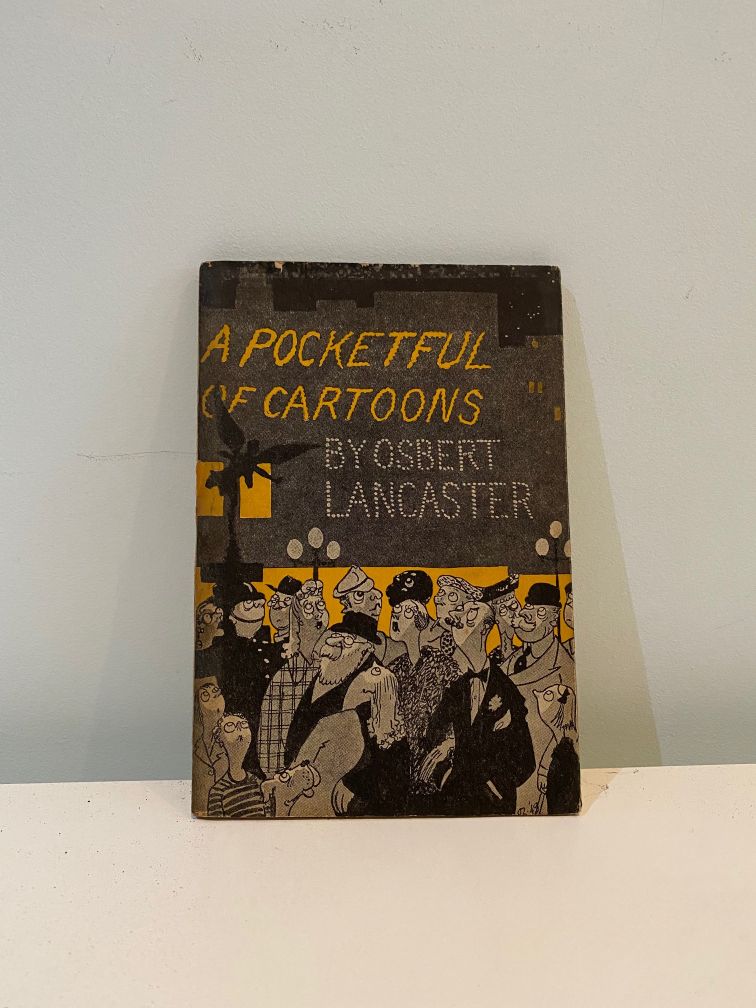 A POCKETFUL
OF CARTOONS
BY OSBERT
LANCASTER